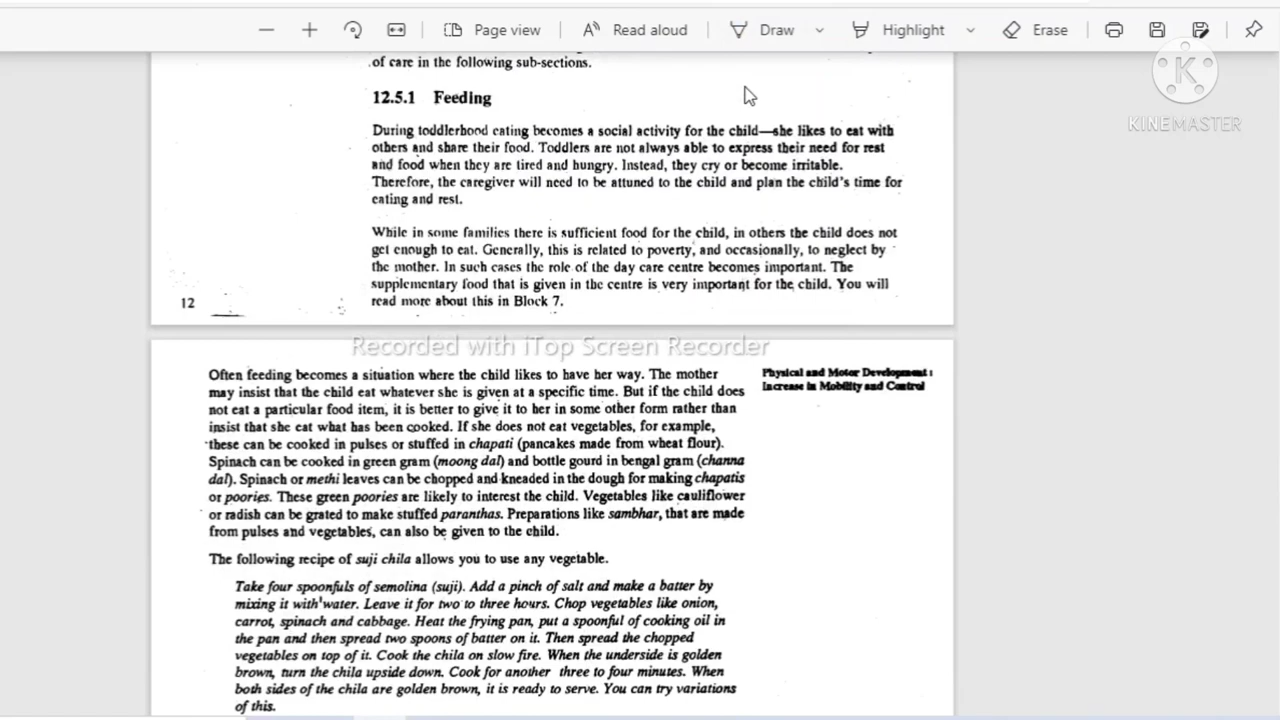 Page view
Read aloud
Draw
Highlight
Erase
K
KINEMASTER
of care in the following sub-sections.
12.5.1 Feeding
During toddlerhood eating becomes a social activity for the child—she likes to eat with
others and share their food. Toddlers are not always able to express their need for rest
and food when they are tired and hungry. Instead, they cry or become irritable.
Therefore, the caregiver will need to be attuned to the child and plan the child's time for
eating and rest.
While in some families there is sufficient food for the child, in others the child does not
get enough to eat. Generally, this is related to poverty, and occasionally, to neglect by
the mother. In such cases the role of the day care centre becomes important. The
supplementary food that is given in the centre is very important for the child. You will
read more about this in Block 7.
12
Recorded with iTop Screen Recorder
Often feeding becomes a situation where the child likes to have her way. The mother
may insist that the child eat whatever she is given at a specific time. But if the child does
not eat a particular food item, it is better to give it to her in some other form rather than
insist that she eat what has been cooked. If she does not eat vegetables, for example,
these can be cooked in pulses or stuffed in chapati (pancakes made from wheat flour).
Spinach can be cooked in green gram (moong dal) and bottle gourd in bengal gram (channa
dal). Spinach or methi leaves can be chopped and kneaded in the dough for making chapatis
or poories. These green poories are likely to interest the child. Vegetables like cauliflower
or radish can be grated to make stuffed paranthas. Preparations like sambhar, that are made
from pulses and vegetables, can also be given to the child.
Physical and Motor Development :
Increase in Mobility and Control
The following recipe of suji chila allows you to use any vegetable.
Take four spoonfuls of semolina (suji). Add a pinch of salt and make a batter by
mixing it with water. Leave it for two to three hours. Chop vegetables like onion,
carrot, spinach and cabbage. Heat the frying pan, put a spoonful of cooking oil in
the pan and then spread two spoons of batter on it. Then spread the chopped
vegetables on top of it. Cook the chila on slow fire. When the underside is golden
brown, turn the chila upside down. Cook for another three to four minutes. When
both sides of the chila are golden brown, it is ready to serve. You can try variations
of this.